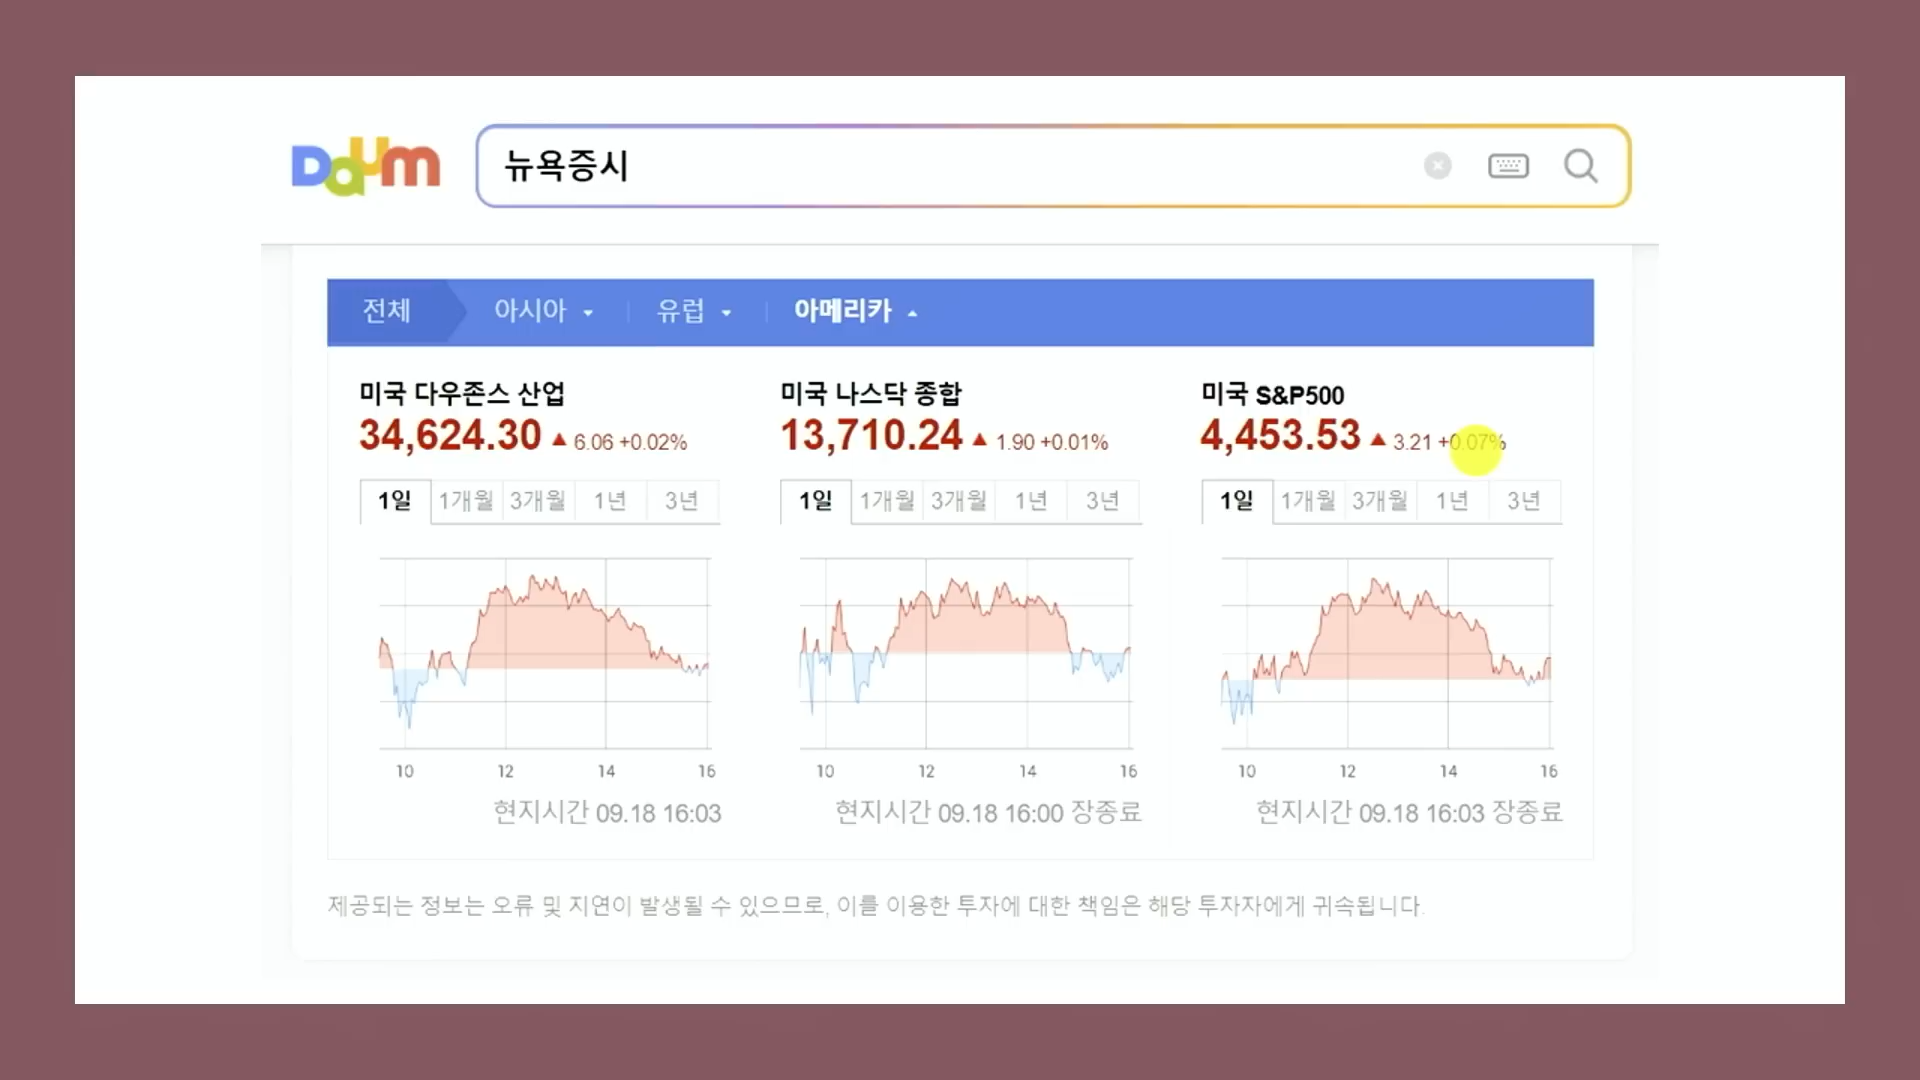 Daum 뉴욕증시
전체 아시아 유럽 아메리카
미국 다우존스 산업
34,624.30 ▲ 6.06 +0.02%
1일 1개월 3개월 1년 3년
10 12 14 16
현지시간 09.18 16:03
미국 나스닥 종합
13,710.24 ▲ 1.90 +0.01%
1일 1개월 3개월 1년 3년
10 12 14 16
현지시간 09.18 16:00 장종료
미국 S&P500
4,453.53 ▲ 3.21 +0.07%
1일 1개월 3개월 1년 3년
10 12 14 16
현지시간 09.18 16:03 장종료
제공되는 정보는 오류 및 지연이 발생될 수 있으므로, 이를 이용한 투자에 대한 책임은 해당 투자자에게 귀속됩니다.